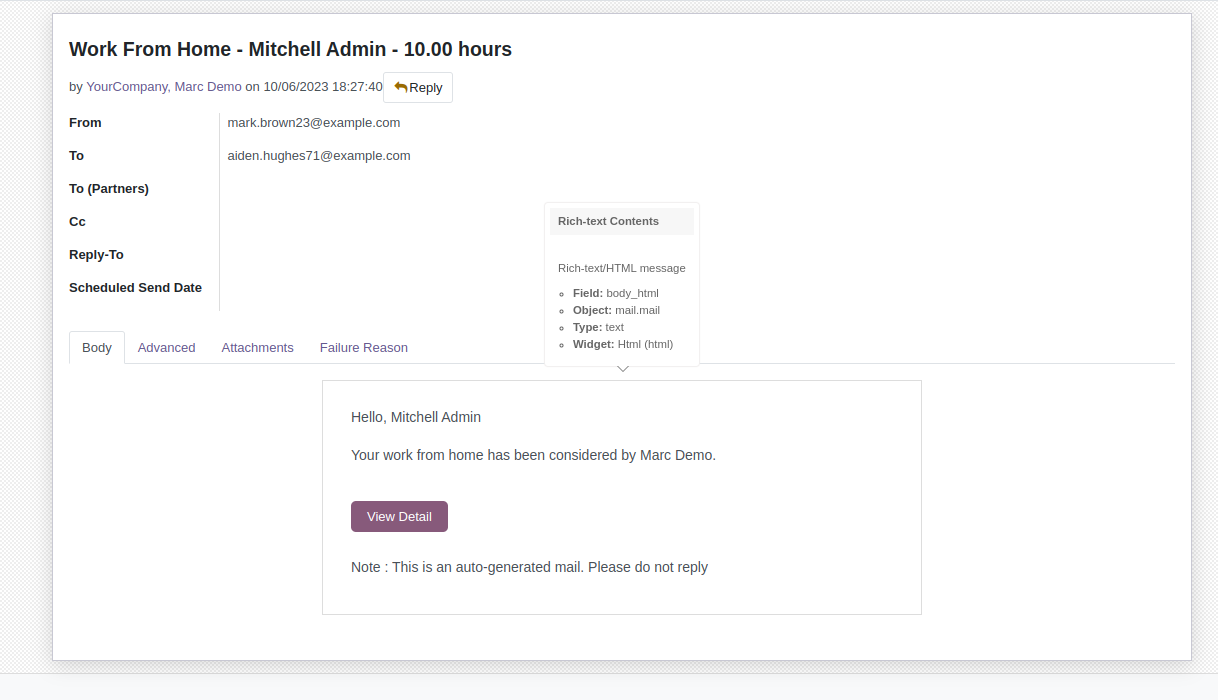 Work From Home - Mitchell Admin - 10.00 hours
by YourCompany, Marc Demo on 10/06/2023 18:27:40 Reply
From mark.brown23@example.com
To aiden.hughes71@example.com
To (Partners)
Cc
Reply-To
Scheduled Send Date
Rich-text Contents
Rich-text/HTML message
Field: body_html
Object: mail.mail
Type: text
Widget: Html (html)
Body Advanced Attachments Failure Reason
Hello, Mitchell Admin
Your work from home has been considered by Marc Demo.
View Detail
Note : This is an auto-generated mail. Please do not reply